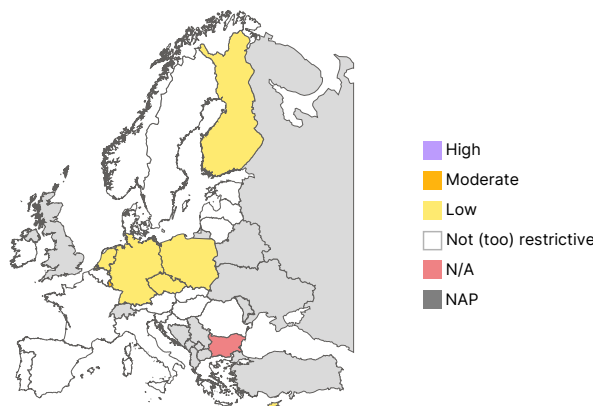 High
Moderate
Low
Not (too) restrictive
N/A
NAP